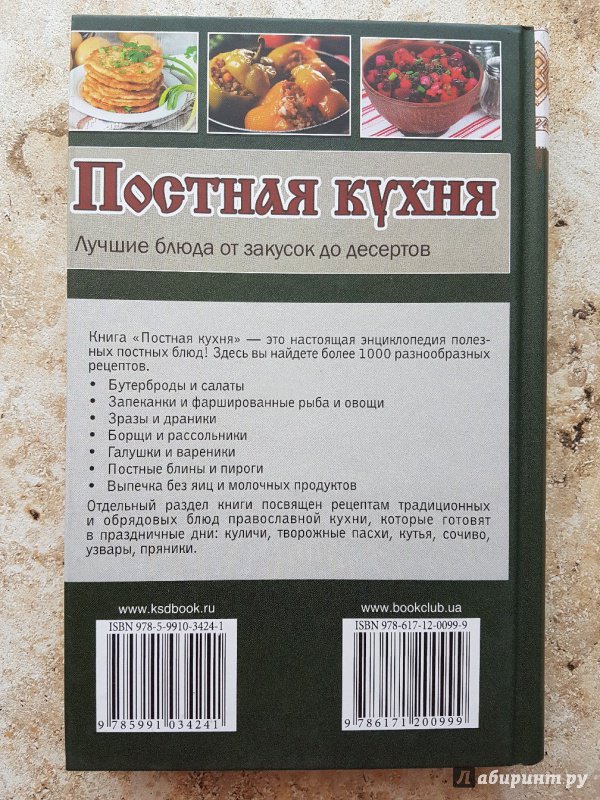 Постная кухня
Лучшие блюда от закусок до десертов
Книга «Постная кухня» — это настоящая энциклопедия полез-
ных постных блюд! Здесь вы найдете более 1000 разнообразных
рецептов.
• Бутерброды и салаты
• Запеканки и фаршированные рыба и овощи
• Зразы и драники
• Борщи и рассольники
• Галушки и вареники
• Постные блины и пироги
• Выпечка без яиц и молочных продуктов
Отдельный раздел книги посвящен рецептам традиционных
и обрядовых блюд православной кухни, которые готовят
в праздничные дни: куличи, творожные пасхи, кутья, сочиво,
узвары, пряники.
www.ksdbook.ru
ISBN 978-5-9910-3424-1
9 785991 034241
www.bookclub.ua
ISBN 978-617-12-0099-9
9 786171 200999
Лабиринт.ру